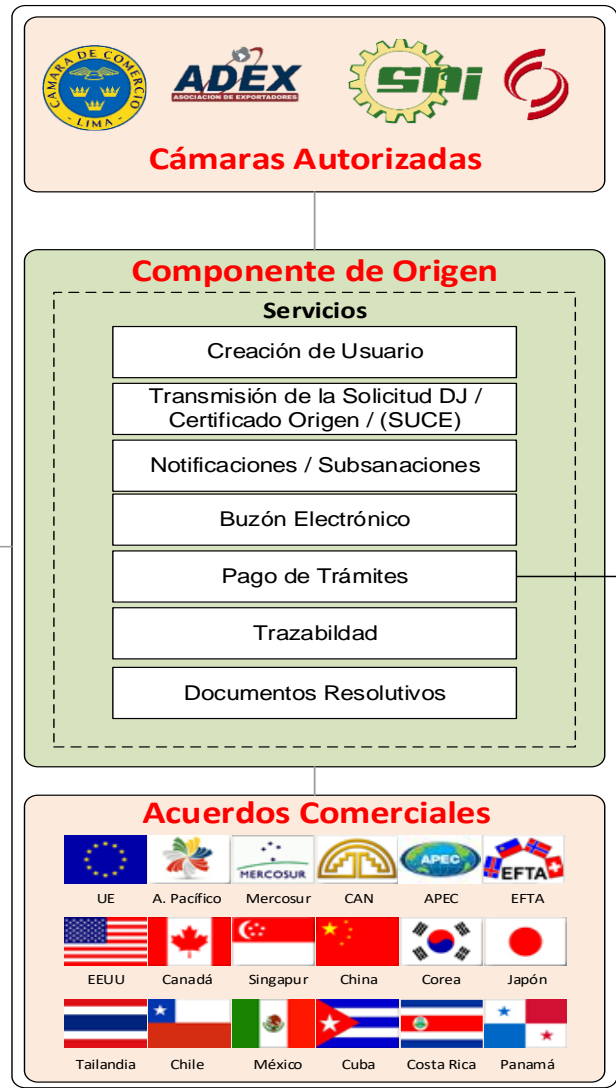 CÁMARA DE COMERCIO
- LIMA -
ADEX
ASOCIACION DE EXPORTADORES
sni
Cámaras Autorizadas
Componente de Origen
Servicios
Creación de Usuario
Transmisión de la Solicitud DJ /
Certificado Origen / (SUCE)
Notificaciones / Subsanaciones
Buzón Electrónico
Pago de Trámites
Trazabildad
Documentos Resolutivos
Acuerdos Comerciales
MERCOSUR APEC EFTA
UE A. Pacífico Mercosur CAN APEC EFTA
EEUU Canadá Singapur China Corea Japón
Tailandia Chile México Cuba Costa Rica Panamá